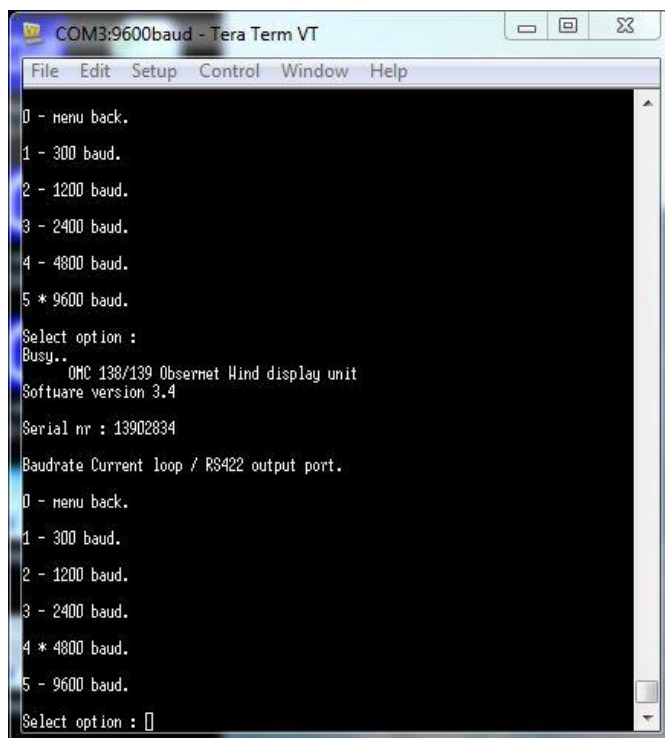 COM3:9600baud - Tera Term VT
File Edit Setup Control Window Help
0 - menu back.
1 - 300 baud.
2 - 1200 baud.
3 - 2400 baud.
4 - 4800 baud.
5 * 9600 baud.
Select option :
Busy..
OMC 138/139 Obsermet Wind display unit
Software version 3.4
Serial nr : 13902834
Baudrate Current loop / RS422 output port.
0 - menu back.
1 - 300 baud.
2 - 1200 baud.
3 - 2400 baud.
4 * 4800 baud.
5 - 9600 baud.
Select option :